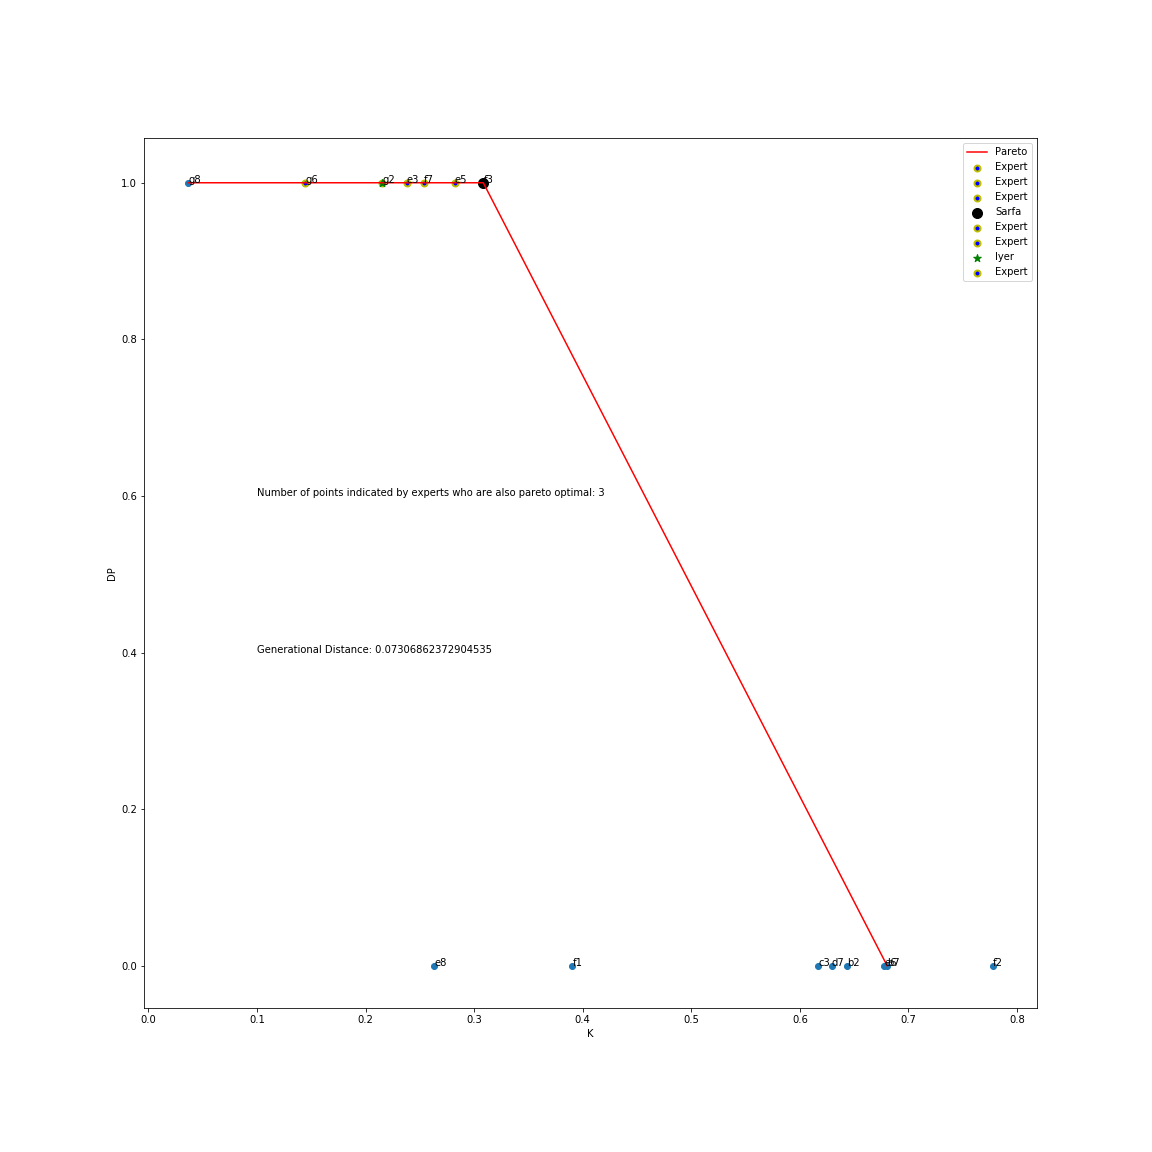 Pareto
Expert
Expert
Expert
Sarfa
Expert
Expert
Iyer
Expert
g8 g6 g2 e3 f7 e5 f3
1.0
0.8
0.6
Number of points indicated by experts who are also pareto optimal: 3
DP
0.4
Generational Distance: 0.07306862372904535
0.2
0.0
e8 f1 c3 d7 b2 f2
0.0 0.1 0.2 0.3 0.4 0.5 0.6 0.7 0.8
K